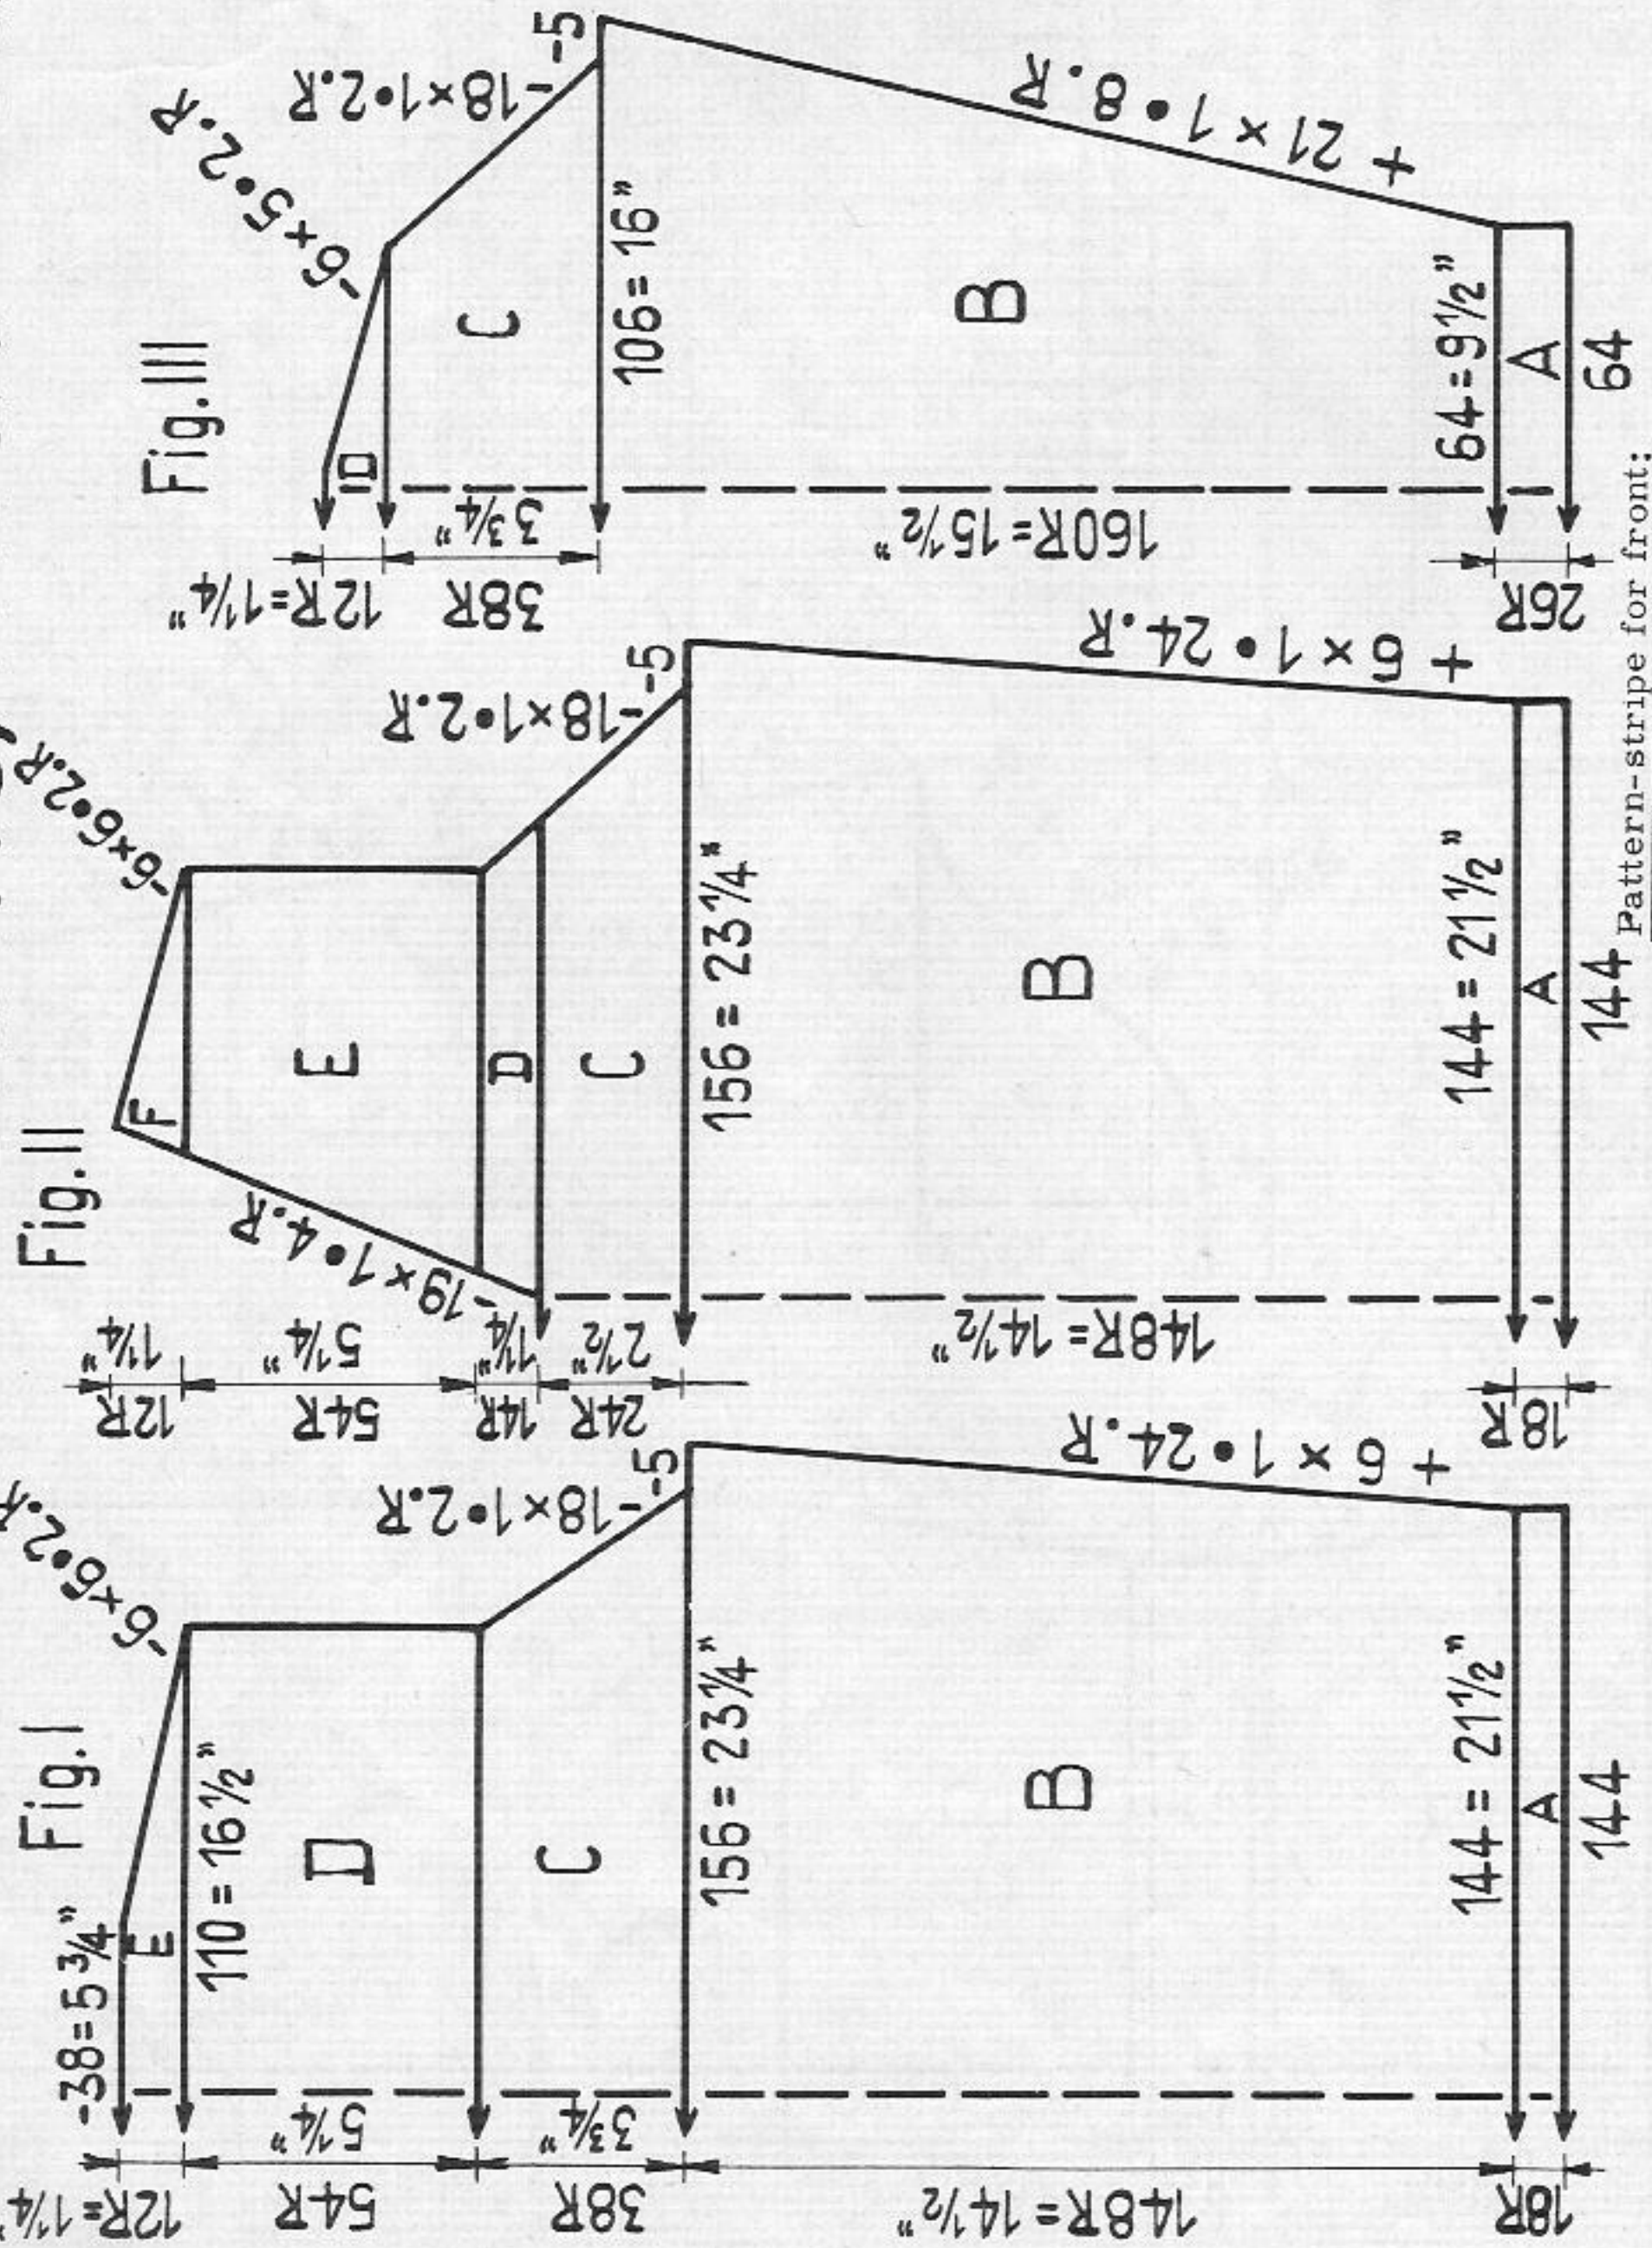 Fig.I
-38=5¾"
-6×6•2.R
E
110=16½"
12R=1¼"
D
54R
5¼"
-18×1•2.R
C
38R
3¾"
-5
156=23¼"
B
148R=14½"
+6×1•24.R
144=21½"
A
18R
144
Fig.II
-6×6•2.R
F
12R
1¼"
E
54R
5¼"
-19×1•4.R
D
14R
1¼"
-18×1•2.R
C
24R
2½"
-5
156=23¼"
B
148R=14½"
+6×1•24.R
144=21½"
A
18R
144
Fig.III
-6×5•2.R
D
12R=1¼"
-18×1•2.R
C
38R
3¾"
-5
106=16"
B
160R=15½"
+21×1•8.R
64=9½"
A
26R
64
Pattern-stripe for front: